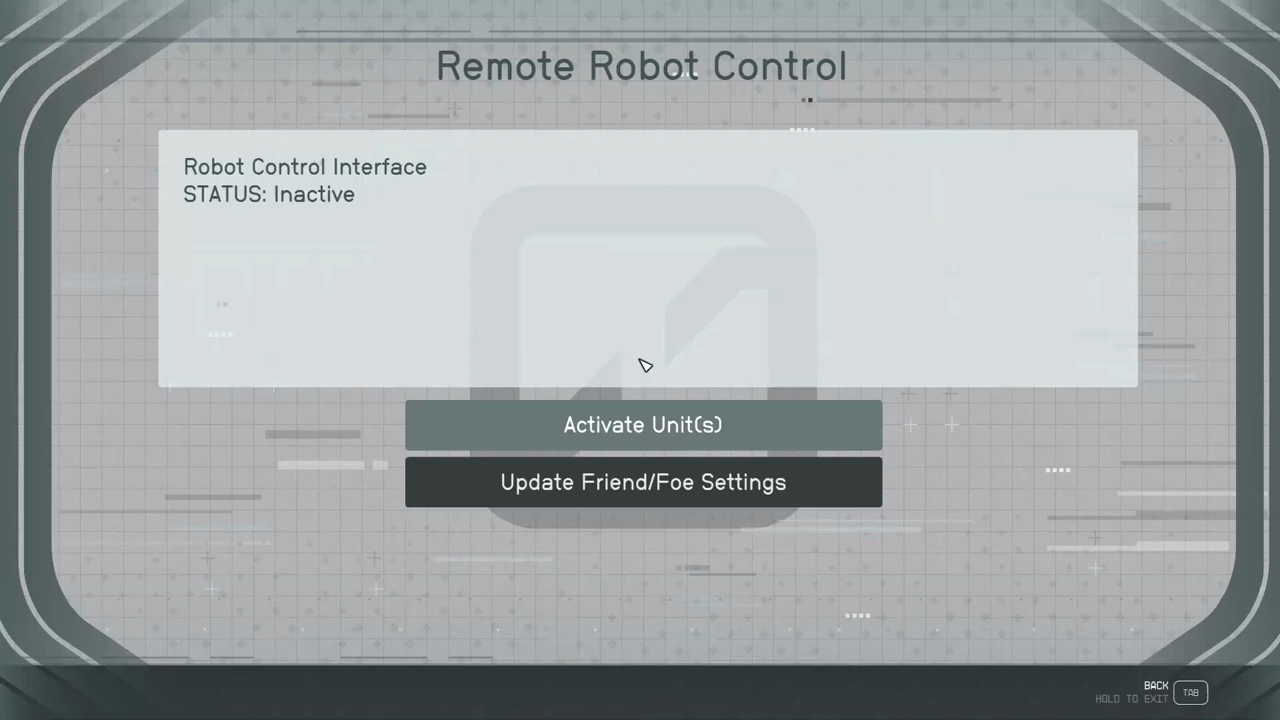 Remote Robot Control
Robot Control Interface
STATUS: Inactive
Activate Unit(s)
Update Friend/Foe Settings
BACK
HOLD TO EXIT TAB